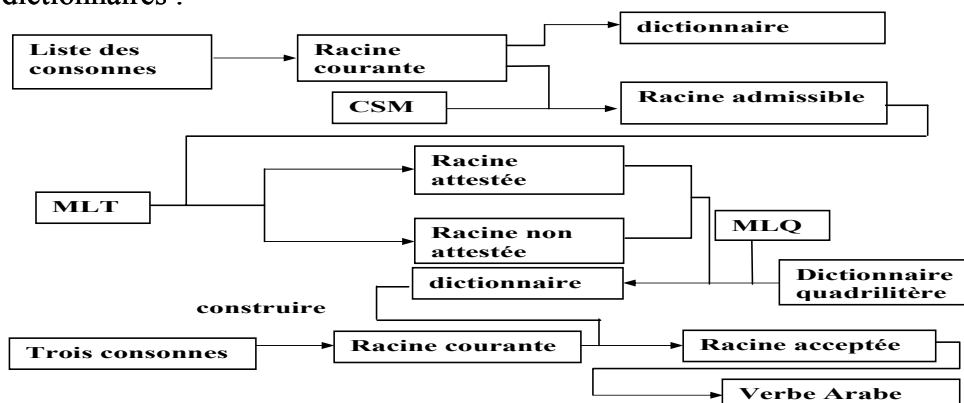 dictionnaires :
Liste des
consonnes
Racine
courante
dictionnaire
CSM
Racine admissible
Racine
attestée
MLT
Racine non
attestée
MLQ
dictionnaire
Dictionnaire
quadrilitère
construire
Trois consonnes
Racine courante
Racine acceptée
Verbe Arabe